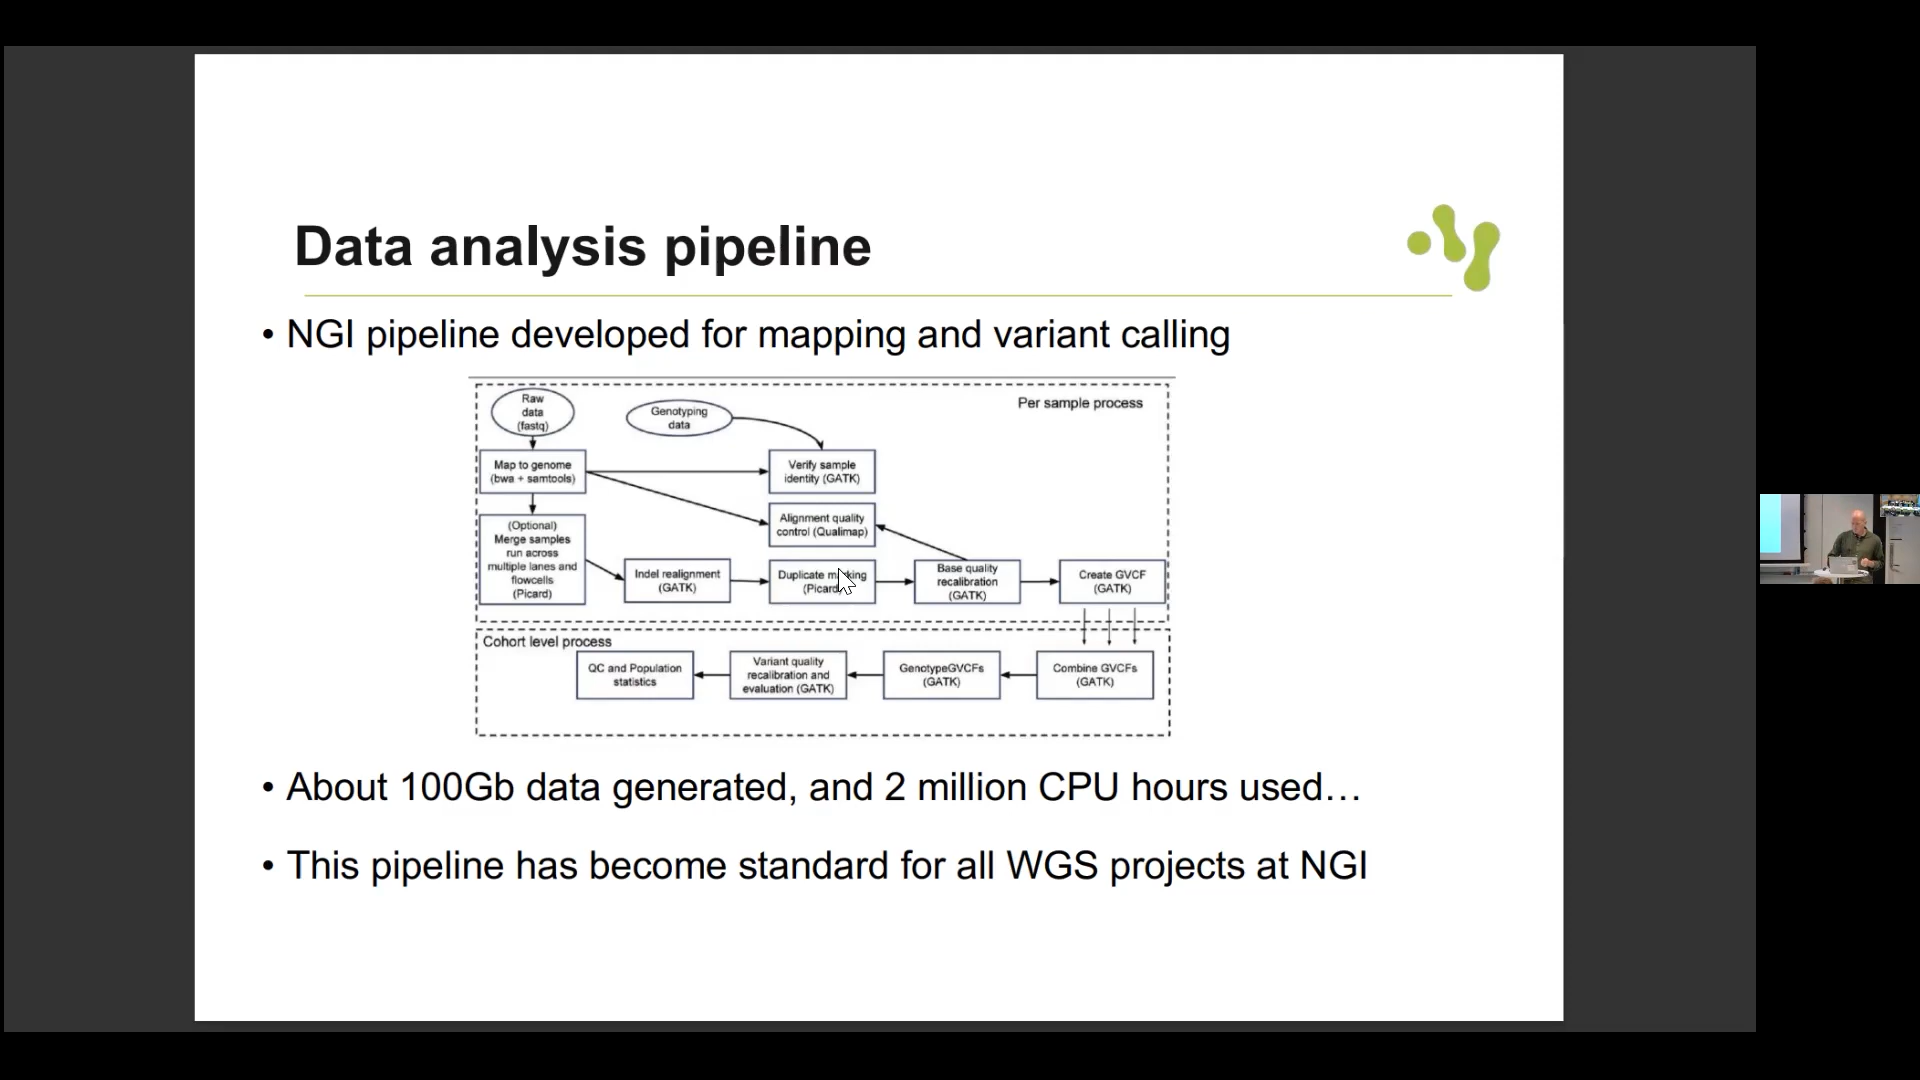 Data analysis pipeline
• NGI pipeline developed for mapping and variant calling
Per sample process
Raw
data
(fastq)
Genotyping
data
Map to genome
(bwa + samtools)
Verify sample
identity (GATK)
Alignment quality
control (Qualimap)
(Optional)
Merge samples
run across
multiple lanes and
flowcells
(Picard)
Indel realignment
(GATK)
Duplicate marking
(Picard)
Base quality
recalibration
(GATK)
Create GVCF
(GATK)
Cohort level process
QC and Population
statistics
Variant quality
recalibration and
evaluation (GATK)
GenotypeGVCFs
(GATK)
Combine GVCFs
(GATK)
• About 100Gb data generated, and 2 million CPU hours used…
• This pipeline has become standard for all WGS projects at NGI